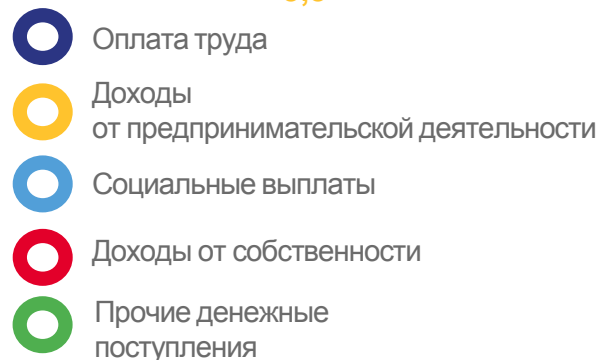 Оплата труда
Доходы
от предпринимательской деятельности
Социальные выплаты
Доходы от собственности
Прочие денежные
поступления